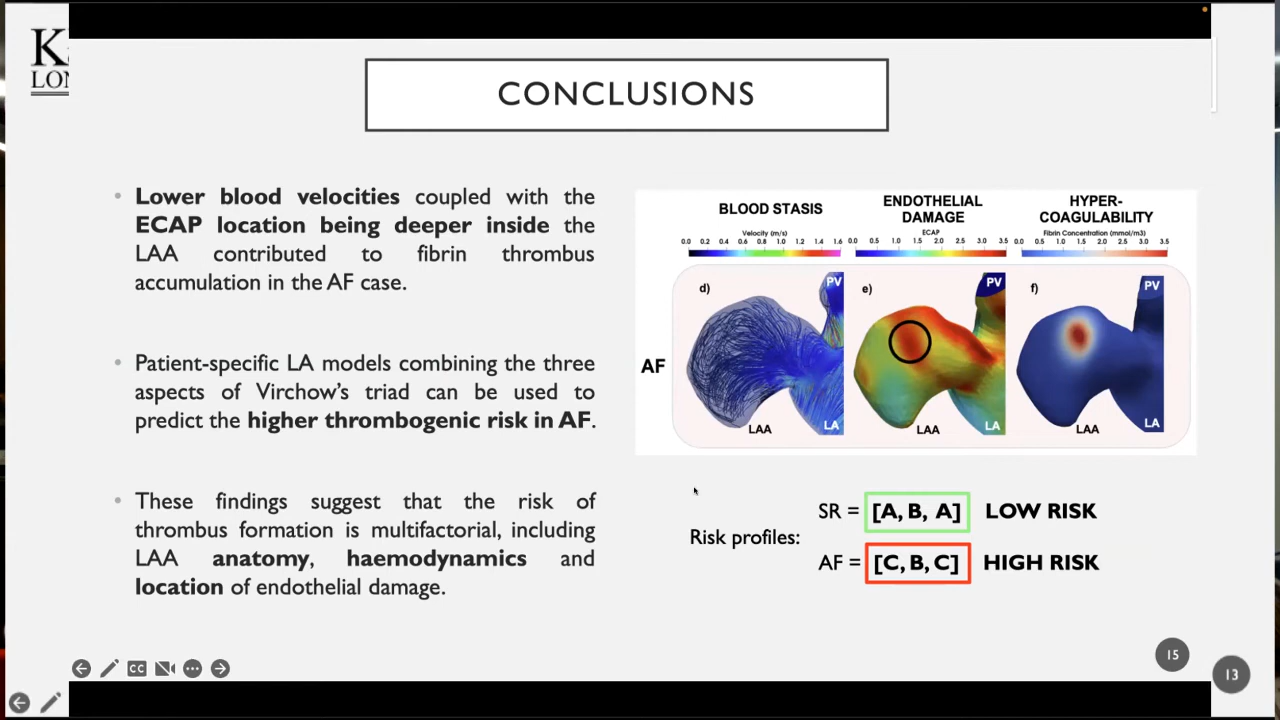 K
LON
CONCLUSIONS
• Lower blood velocities coupled with the
ECAP location being deeper inside the
LAA contributed to fibrin thrombus
accumulation in the AF case.
• Patient-specific LA models combining the three
aspects of Virchow's triad can be used to
predict the higher thrombogenic risk in AF.
• These findings suggest that the risk of
thrombus formation is multifactorial, including
LAA anatomy, haemodynamics and
location of endothelial damage.
BLOOD STASIS
Velocity (m/s)
0.0 0.2 0.4 0.6 0.8 1.0 1.2 1.4 1.6
ENDOTHELIAL
DAMAGE
ECAP
0.0 0.5 1.0 1.5 2.0 2.5 3.0 3.5
HYPER-
COAGULABILITY
Fibrin Concentration (mmol/m3)
0.0 0.5 1.0 1.5 2.0 2.5 3.0 3.5
AF
d) PV LAA LA
e) PV LAA LA
f) PV LAA LA
Risk profiles:
SR = [A, B, A] LOW RISK
AF = [C, B, C] HIGH RISK
CC
15
13